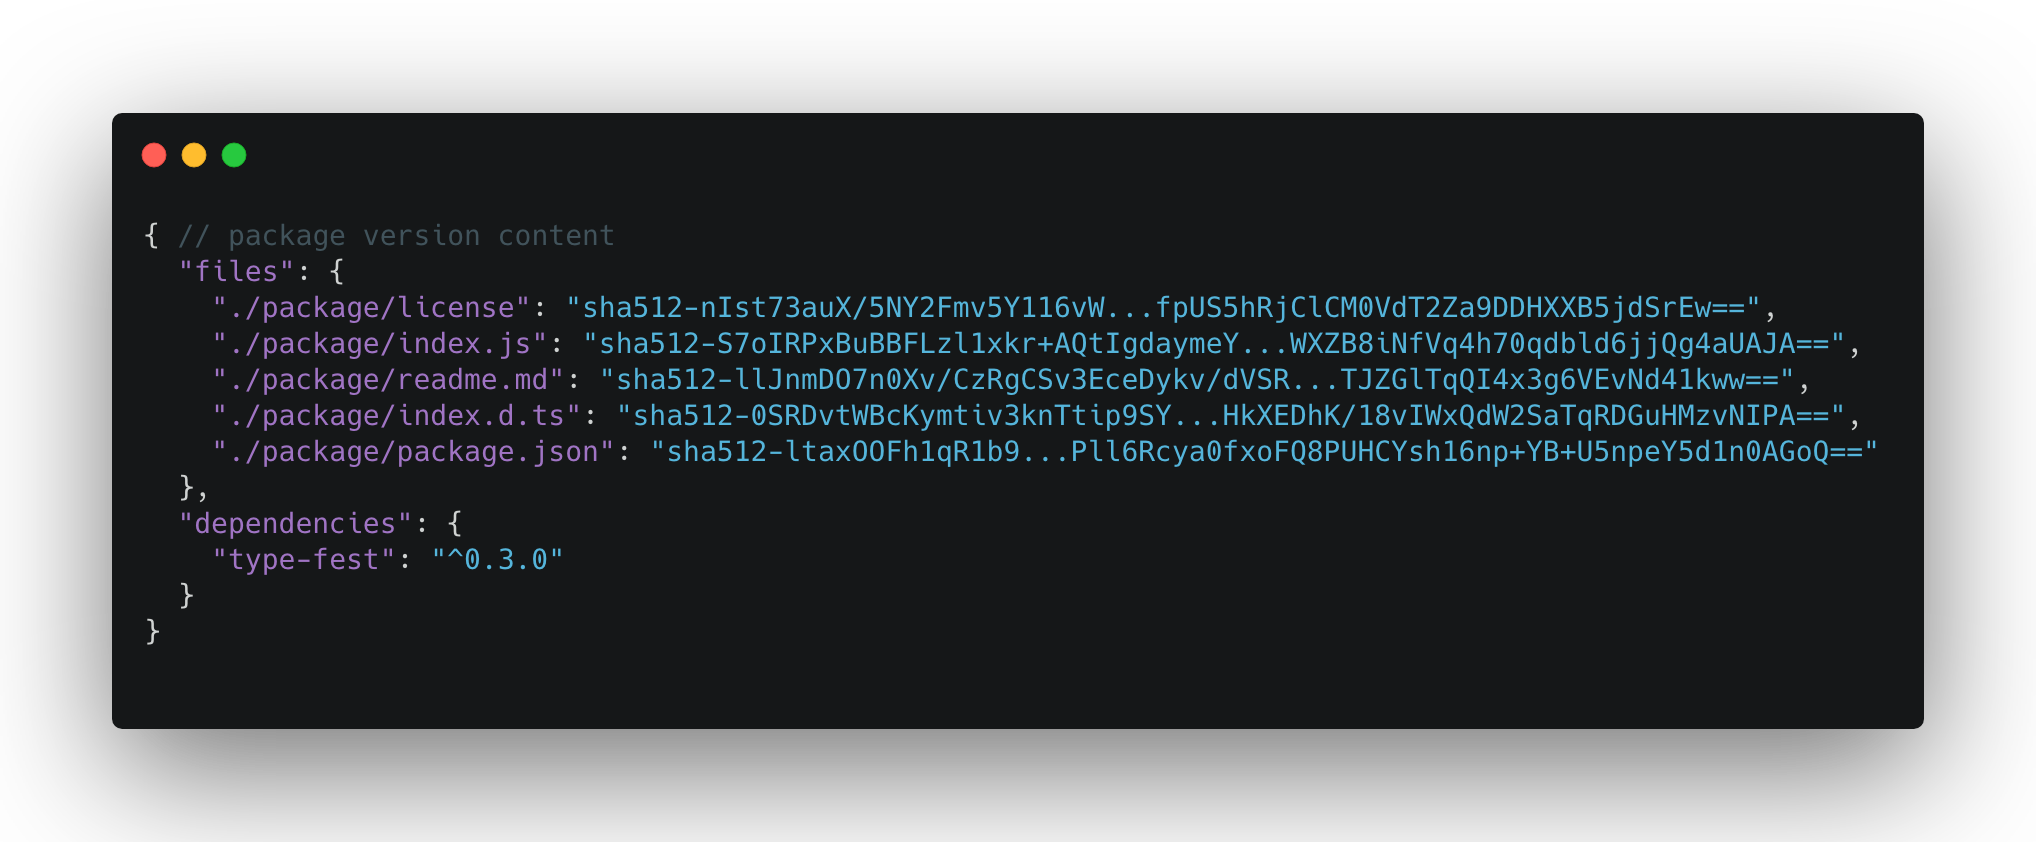 { // package version content
  "files": {
    "./package/license": "sha512-nIst73auX/5NY2Fmv5Y116vW...fpUS5hRjClCM0VdT2Za9DDHXXB5jdSrEw==",
    "./package/index.js": "sha512-S7oIRPxBuBBFLzl1xkr+AQtIgdaymeY...WXZB8iNfVq4h70qdbld6jjQg4aUAJA==",
    "./package/readme.md": "sha512-llJnmDO7n0Xv/CzRgCSv3EceDykv/dVSR...TJZGlTqQI4x3g6VEvNd41kww==",
    "./package/index.d.ts": "sha512-0SRDvtWBcKymtiv3knTtip9SY...HkXEDhK/18vIWxQdW2SaTqRDGuHMzvNIPA==",
    "./package/package.json": "sha512-ltaxOOFh1qR1b9...Pll6Rcya0fxoFQ8PUHCYsh16np+YB+U5npeY5d1n0AGoQ=="
  },
  "dependencies": {
    "type-fest": "^0.3.0"
  }
}